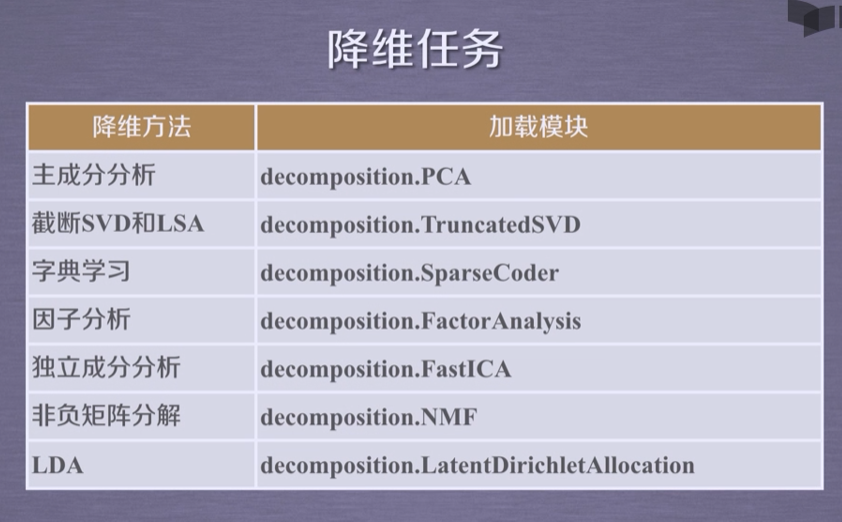 降维任务
降维方法 加载模块
主成分分析 decomposition.PCA
截断SVD和LSA decomposition.TruncatedSVD
字典学习 decomposition.SparseCoder
因子分析 decomposition.FactorAnalysis
独立成分分析 decomposition.FastICA
非负矩阵分解 decomposition.NMF
LDA decomposition.LatentDirichletAllocation